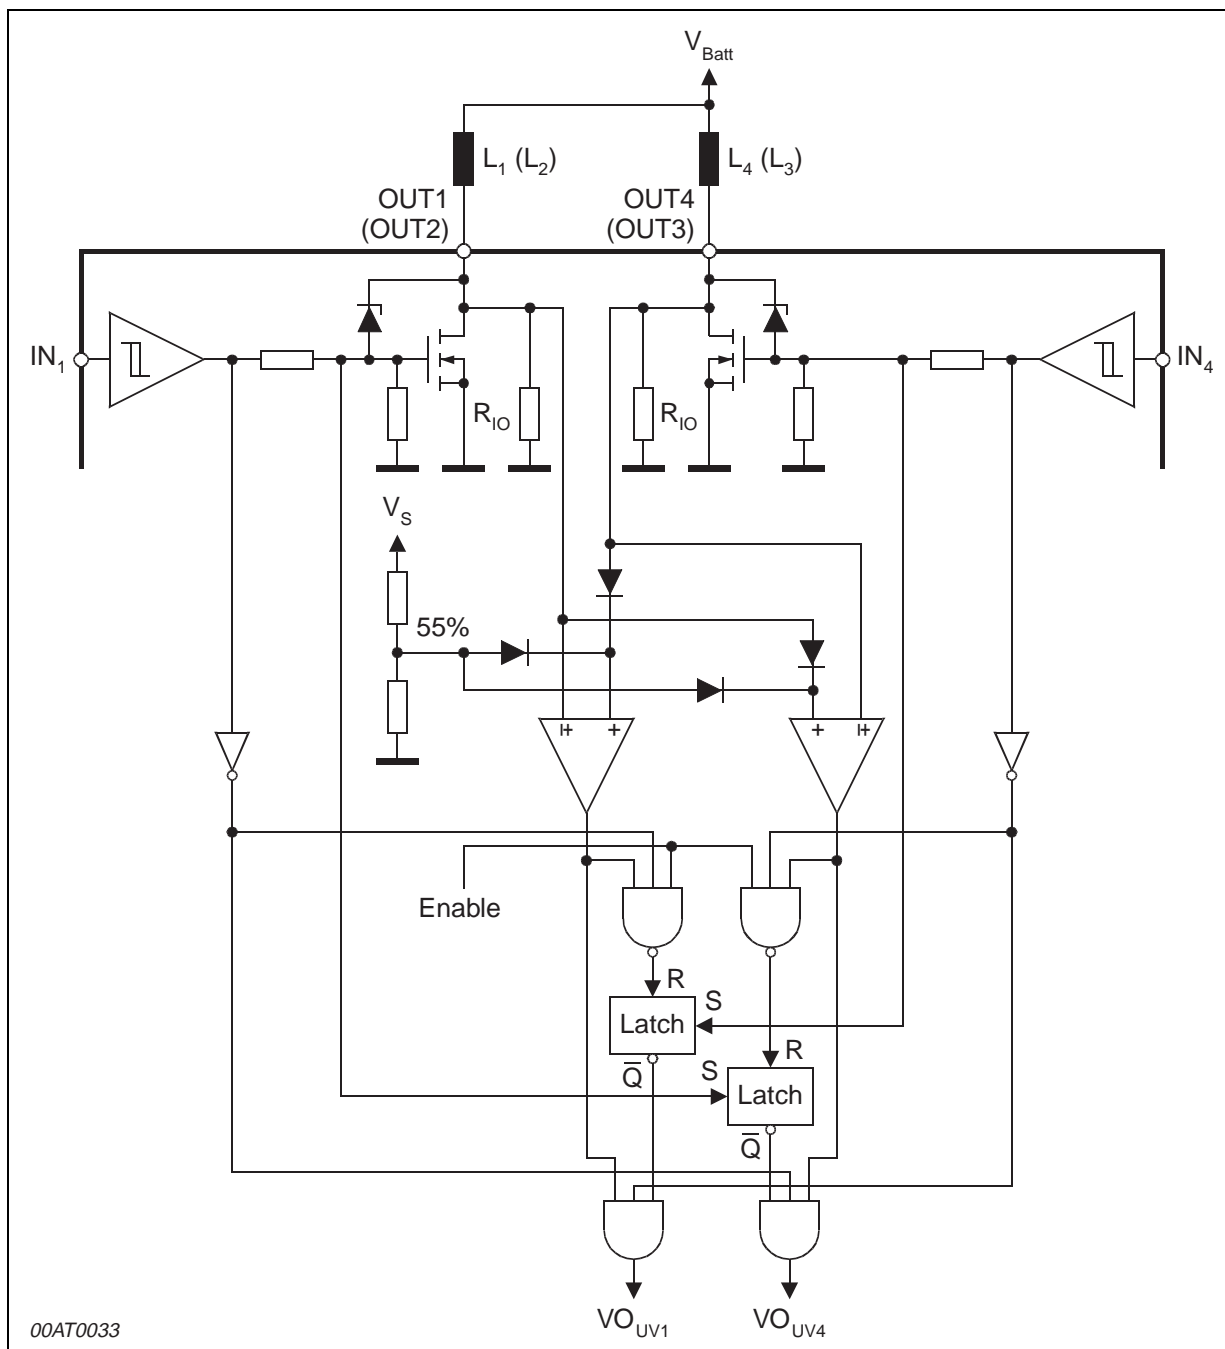 V_Batt
L_1 (L_2)
L_4 (L_3)
OUT1
(OUT2)
OUT4
(OUT3)
IN_1
IN_4
R_IO
R_IO
V_S
55%
+
+
+
+
Enable
R
S
Latch
Q̅
R
S
Latch
Q̅
VO_UV1
VO_UV4
00AT0033